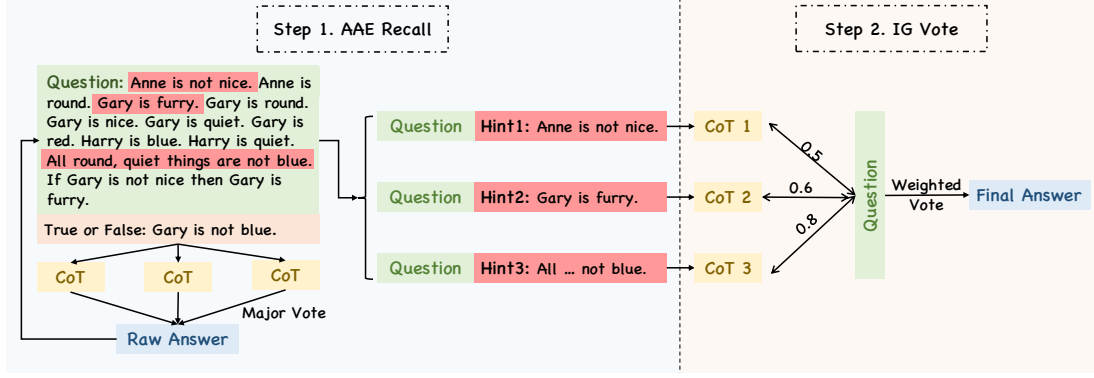 Step 1. AAE Recall
Step 2. IG Vote
Question: Anne is not nice. Anne is
round. Gary is furry. Gary is round.
Gary is nice. Gary is quiet. Gary is
red. Harry is blue. Harry is quiet.
All round, quiet things are not blue.
If Gary is not nice then Gary is
furry.
True or False: Gary is not blue.
CoT
CoT
CoT
Major Vote
Raw Answer
Question Hint1: Anne is not nice.
Question Hint2: Gary is furry.
Question Hint3: All ... not blue.
CoT 1
CoT 2
CoT 3
0.5
0.6
0.8
Question
Weighted
Vote
Final Answer